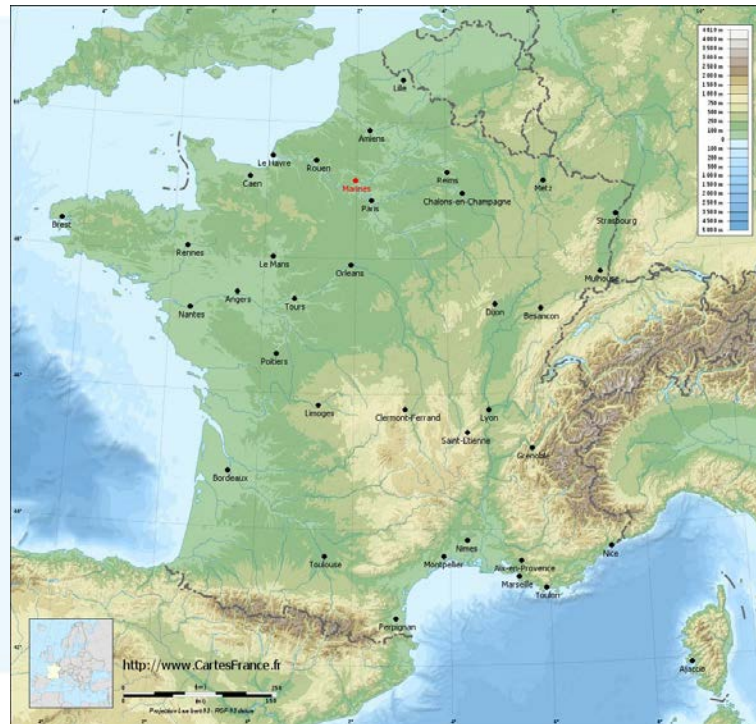 Lille
Amiens
Le Havre
Rouen
Caen
Marines
Reims
Metz
Paris
Chalons-en-Champagne
Strasbourg
Brest
Rennes
Le Mans
Orleans
Mulhouse
Angers
Tours
Nantes
Dijon
Besancon
Poitiers
Limoges
Clermont-Ferrand
Lyon
Saint-Etienne
Grenoble
Bordeaux
Nimes
Nice
Toulouse
Montpellier
Aix-en-Provence
Marseille
Toulon
Perpignan
Ajaccio
http://www.CartesFrance.fr